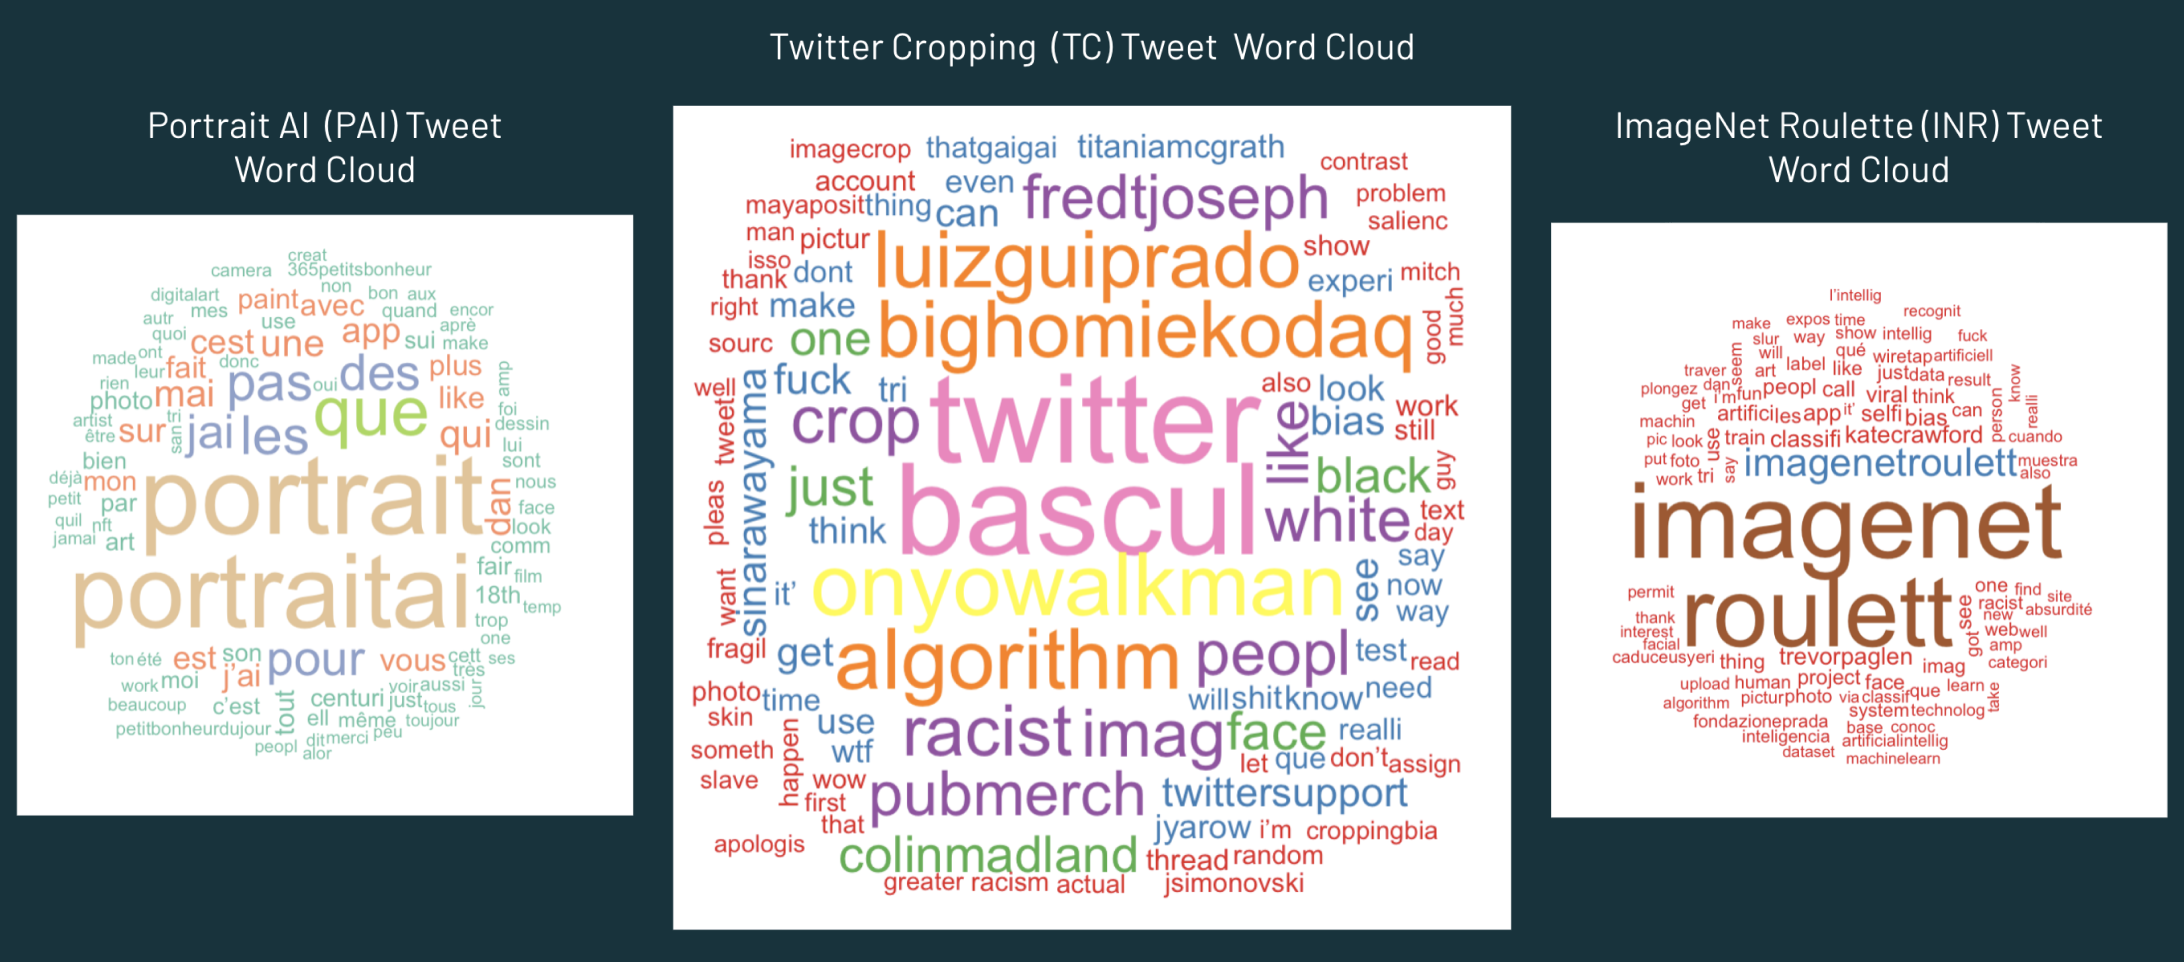 Twitter Cropping (TC) Tweet Word Cloud
Portrait AI (PAI) Tweet
Word Cloud
creat
camera 365petitsbonheur
non
digitalart paint avec bon aux
mes quand encor
autr use app aprè
quoi cest une sui make
made ont donc
leur fait plus
rien pas oui des amp
photo mai que like
artist tri foi
être sur san jai les qui dessin
lui
bien sont
déjà mon portrait dan nous
petit par face
quil nft look
jamai art comm
portraitai fair film
18th temp
trop
one
ton été est son pour vous cett ses
work moi j'ai très
voir aussi jour
beaucoup c'est tout centuri just tous
petitbonheurdujour ell même toujour
dit merci peu
peopl alor
imagecrop thatgaigai titaniamcgrath
contrast
account even fredtjoseph problem
mayaposit thing can salienc
man pictur luizguiprado show
isso
thank dont experi mitch
right make bighomiekodaq good much
sourc one
well fuck tri also look
tweet sinarawayama crop twitter like bias work
still
pleas just bascul black guy
think white text
day
want it' onyowalkman see say
now
way
fragil get algorithm peopl test read
photo time will shit know need
skin use racist imag face realli
someth happen wtf let que don't assign
slave wow pubmerch twittersupport
first
that jyarow i'm croppingbia
apologis colinmadland thread random
greater racism actual jsimonovski
ImageNet Roulette (INR) Tweet
Word Cloud
l'intellig
recognit
make expos time
slur way show intellig fuck
seem will qué wiretap artificiell
traver art label like just data result know
plongez dan i'm fun peopl call viral think person realli
get artifici les app it' selfi bias can
machin
pic look use train classifi katecrawford cuando
put foto say imagenetroulett muestra
work tri also
imagenet
permit roulett one find site
see racist absurdité
thank new
interest got web well
facial amp
caduceusyeri thing trevorpaglen imag categori
upload human project face learn take
algorithm pictur photo via classif que
system technolog
fondazioneprada base conoc
inteligencia artificialintellig
dataset machinelearn